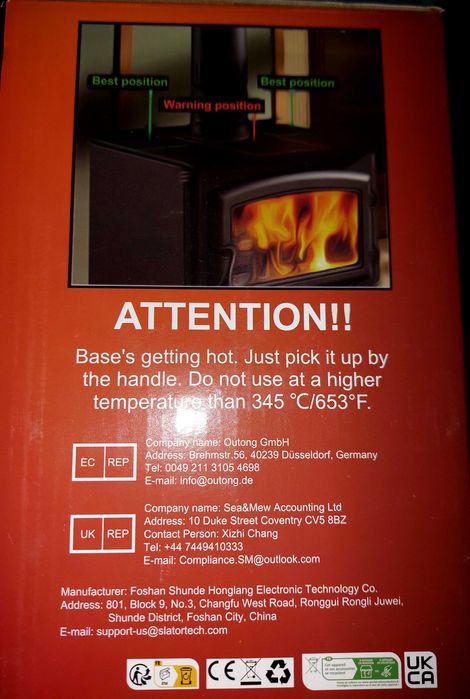 Best position
Best position
Warning position
ATTENTION!!
Base's getting hot. Just pick it up by
the handle. Do not use at a higher
temperature than 345 ℃/653°F.
EC REP
Company name: Outong GmbH
Address: Brehmstr.56, 40239 Düsseldorf, Germany
Tel: 0049 211 3105 4698
E-mail: info@outong.de
UK REP
Company name: Sea&Mew Accounting Ltd
Address: 10 Duke Street Coventry CV5 8BZ
Contact Person: Xizhi Chang
Tel: +44 7449410333
E-mail: Compliance.SM@outlook.com
Manufacturer: Foshan Shunde Honglang Electronic Technology Co.
Address: 801, Block 9, No.3, Changfu West Road, Ronggui Rongli Juwei,
Shunde District, Foshan City, China
E-mail: support-us@slatortech.com
CE
FR
Cet appareil
UK
CA